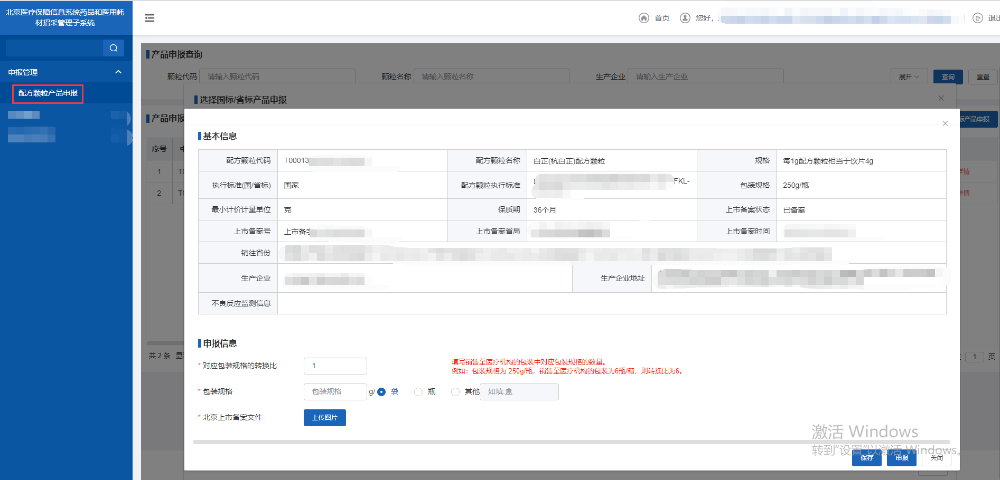 北京医疗保障信息系统药品和医用耗
材招采管理子系统
首页
您好，
退出
申报管理
配方颗粒产品申报
产品申报查询
颗粒代码 请输入颗粒代码
颗粒名称 请输入颗粒名称
生产企业 请输入生产企业
展开 查询 重置
选择国标/省标产品申报
产品申报
标产品申报
序号
1
2
详情
详情
共 2 条
1 页
基本信息
配方颗粒代码 T00013
配方颗粒名称 白芷(杭白芷)配方颗粒
规格 每1g配方颗粒相当于饮片4g
执行标准(国/省标) 国家
配方颗粒执行标准 FKL-
包装规格 250g/瓶
最小计价计量单位 克
保质期 36个月
上市备案状态 已备案
上市备案号 上市备字
上市备案省局
上市备案时间
销往省份
生产企业
生产企业地址
不良反应监测信息
申报信息
* 对应包装规格的转换比 1
填写销售至医疗机构的包装中对应包装规格的数量。
例如：包装规格为 250g/瓶，销售至医疗机构的包装为6瓶/箱，则转换比为6。
* 包装规格 包装规格 g/ 袋 瓶 其他 如填:盒
* 北京上市备案文件 上传图片
激活 Windows
转到“设置”以激活 Windows。
保存 申报 关闭